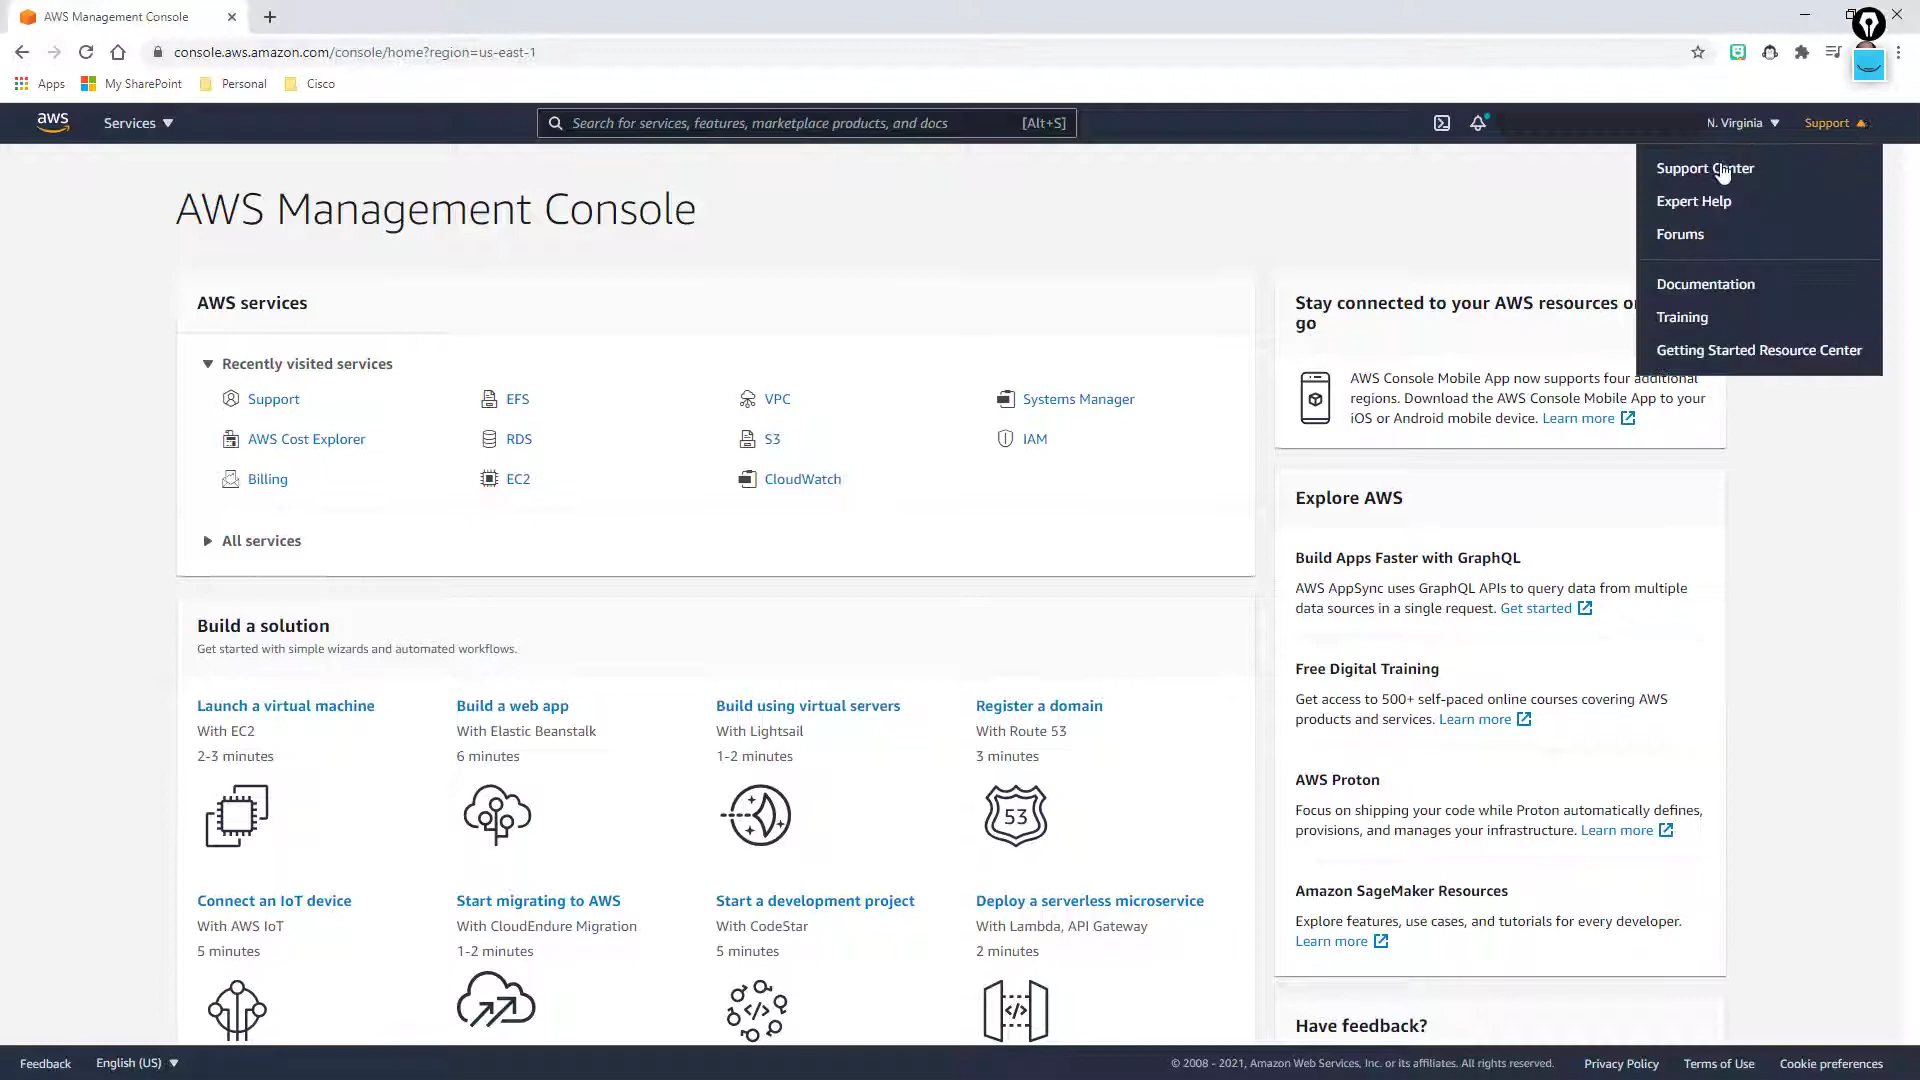 AWS Management Console
console.aws.amazon.com/console/home?region=us-east-1
Apps My SharePoint Personal Cisco
aws Services Search for services, features, marketplace products, and docs [Alt+S] N. Virginia Support
Support Center
Expert Help
Forums
Documentation
Training
Getting Started Resource Center
AWS Management Console
AWS services
Recently visited services
Support EFS VPC Systems Manager
AWS Cost Explorer RDS S3 IAM
Billing EC2 CloudWatch
All services
Build a solution
Get started with simple wizards and automated workflows.
Launch a virtual machine Build a web app Build using virtual servers Register a domain
With EC2 With Elastic Beanstalk With Lightsail With Route 53
2-3 minutes 6 minutes 1-2 minutes 3 minutes
53
Connect an IoT device Start migrating to AWS Start a development project Deploy a serverless microservice
With AWS IoT With CloudEndure Migration With CodeStar With Lambda, API Gateway
5 minutes 1-2 minutes 5 minutes 2 minutes
Stay connected to your AWS resources
go
AWS Console Mobile App now supports four additional
regions. Download the AWS Console Mobile App to your
iOS or Android mobile device. Learn more
Explore AWS
Build Apps Faster with GraphQL
AWS AppSync uses GraphQL APIs to query data from multiple
data sources in a single request. Get started
Free Digital Training
Get access to 500+ self-paced online courses covering AWS
products and services. Learn more
AWS Proton
Focus on shipping your code while Proton automatically defines,
provisions, and manages your infrastructure. Learn more
Amazon SageMaker Resources
Explore features, use cases, and tutorials for every developer.
Learn more
Have feedback?
Feedback English (US) © 2008 - 2021, Amazon Web Services, Inc. or its affiliates. All rights reserved. Privacy Policy Terms of Use Cookie preferences